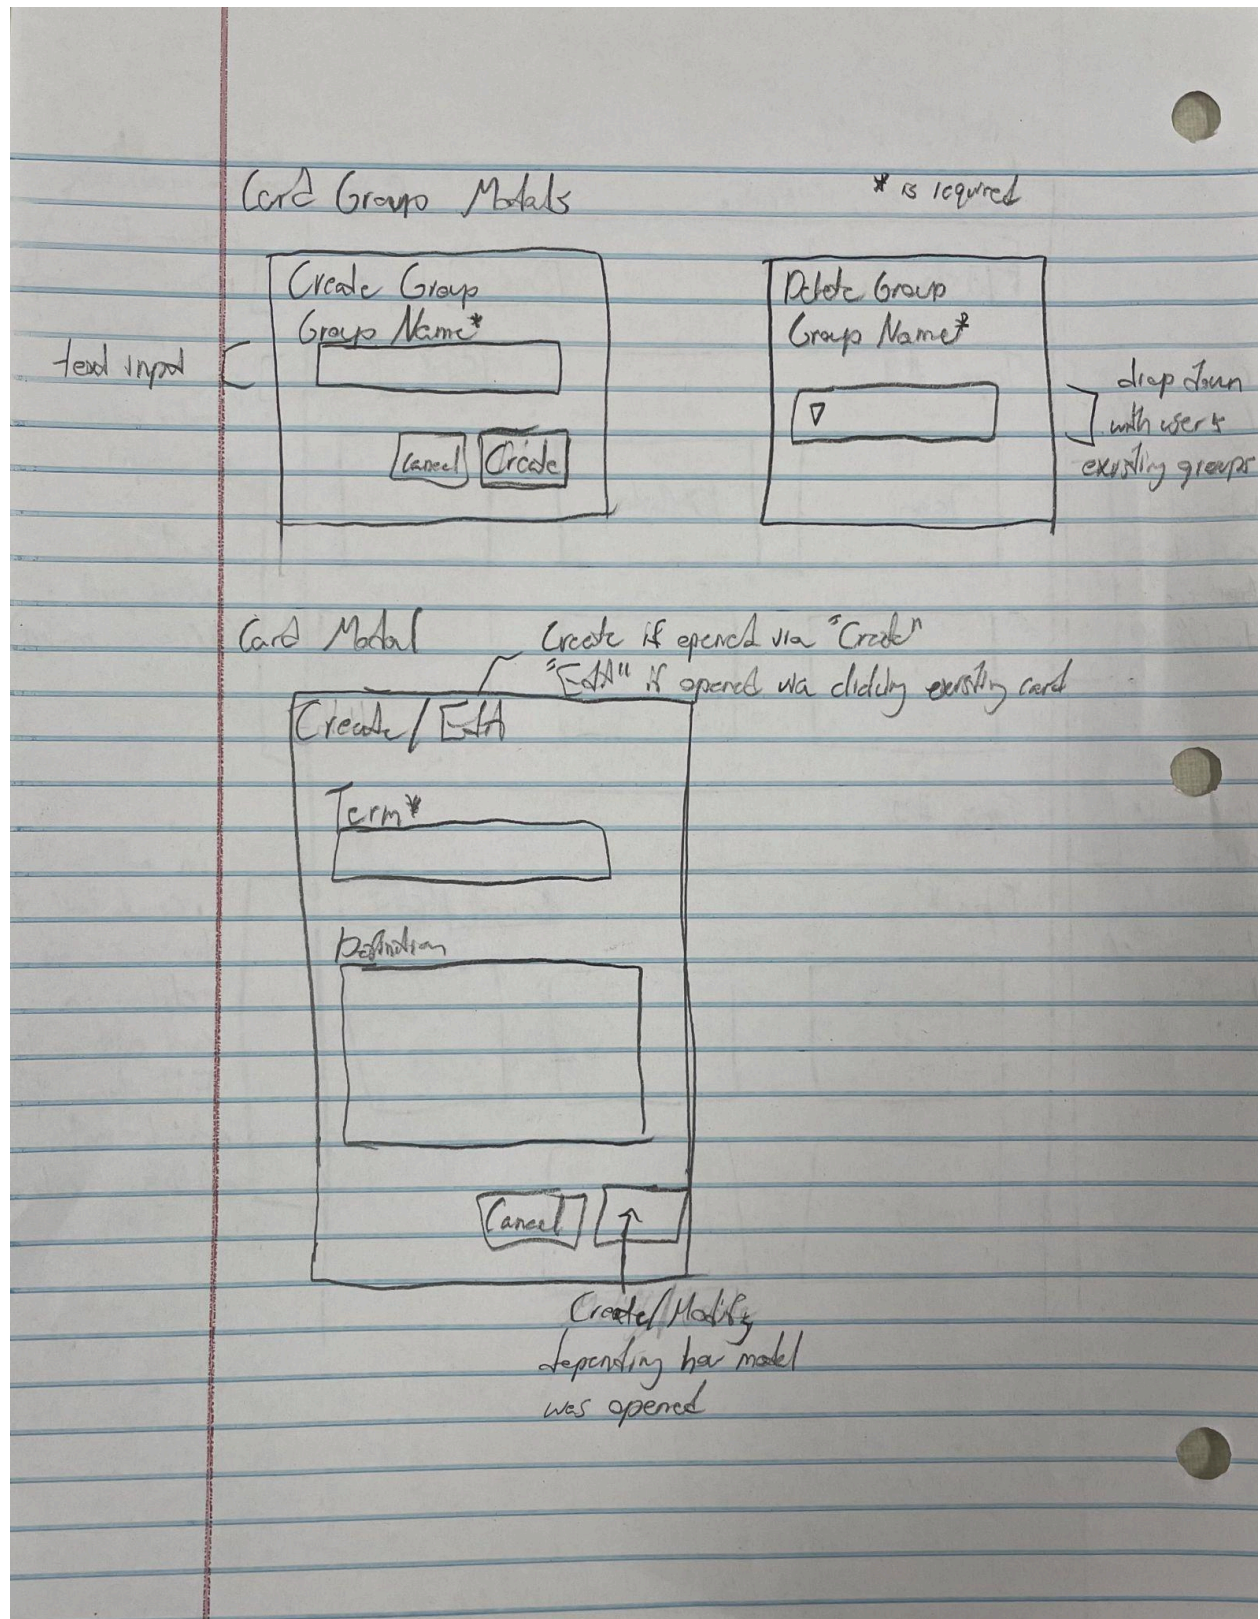 Card Group Modals
* is required
Create Group
Group Name*
text input
Cancel
Create
Delete Group
Group Name*
drop down
with user's
existing groups
Card Modal
Create if opened via "Create"
"Edit" if opened via clicking existing card
Create / Edit
Term*
Definition
Cancel
Create/Modify
depending how model
was opened